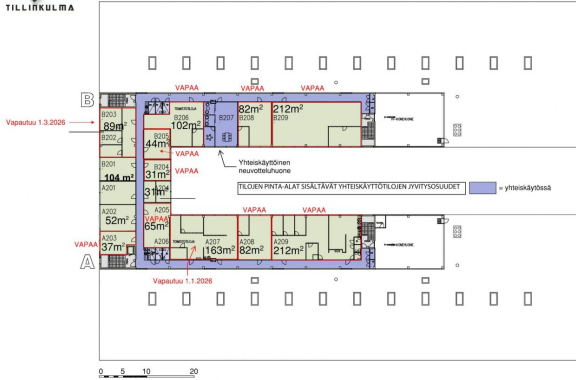 TILLINKULMA
VAPAA VAPAA VAPAA
B
B203
89m²
B202
B206
102m²
B207
B208
82m²
B209
212m²
Vapautuu 1.3.2026
B205
44m²
VAPAA
B204
31m²
VAPAA
B201
104 m²
Yhteiskäyttöinen
neuvotteluhuone
A201
A204
31m²
TILOJEN PINTA-ALAT SISÄLTÄVÄT YHTEISKÄYTTÖTILOJEN JYVITYSOSUUDET
= yhteiskäytössä
A202
52m²
A205
VAPAA
65m²
A206
VAPAA VAPAA
VAPAA
A203
37m²
A207
163m²
A208
82m²
A209
212m²
A
Vapautuu 1.1.2026
0 5 10 20